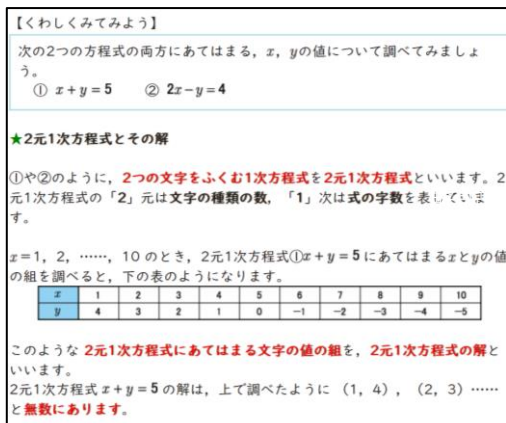 【くわしくみてみよう】
次の2つの方程式の両方にあてはまる，x，yの値について調べてみましょ
う。
① x+y=5　② 2x−y=4
★2元1次方程式とその解
①や②のように，2つの文字をふくむ1次方程式を2元1次方程式といいます。2
元1次方程式の「2」元は文字の種類の数，「1」次は式の字数を表しています
す。
x=1，2，……，10 のとき，2元1次方程式①x+y=5 にあてはまるxとyの値
の組を調べると，下の表のようになります。
x 1 2 3 4 5 6 7 8 9 10
y 4 3 2 1 0 −1 −2 −3 −4 −5
このような 2元1次方程式にあてはまる文字の値の組を，2元1次方程式の解と
いいます。
2元1次方程式 x+y=5 の解は，上で調べたように （1，4），（2，3）……
と無数にあります。